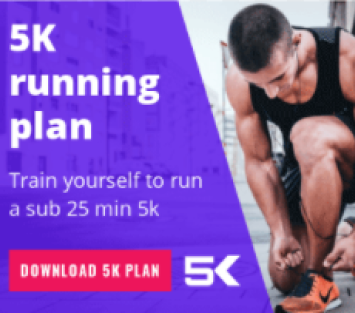 5K
running
plan
Train yourself to run
a sub 25 min 5k
DOWNLOAD 5K PLAN
5K